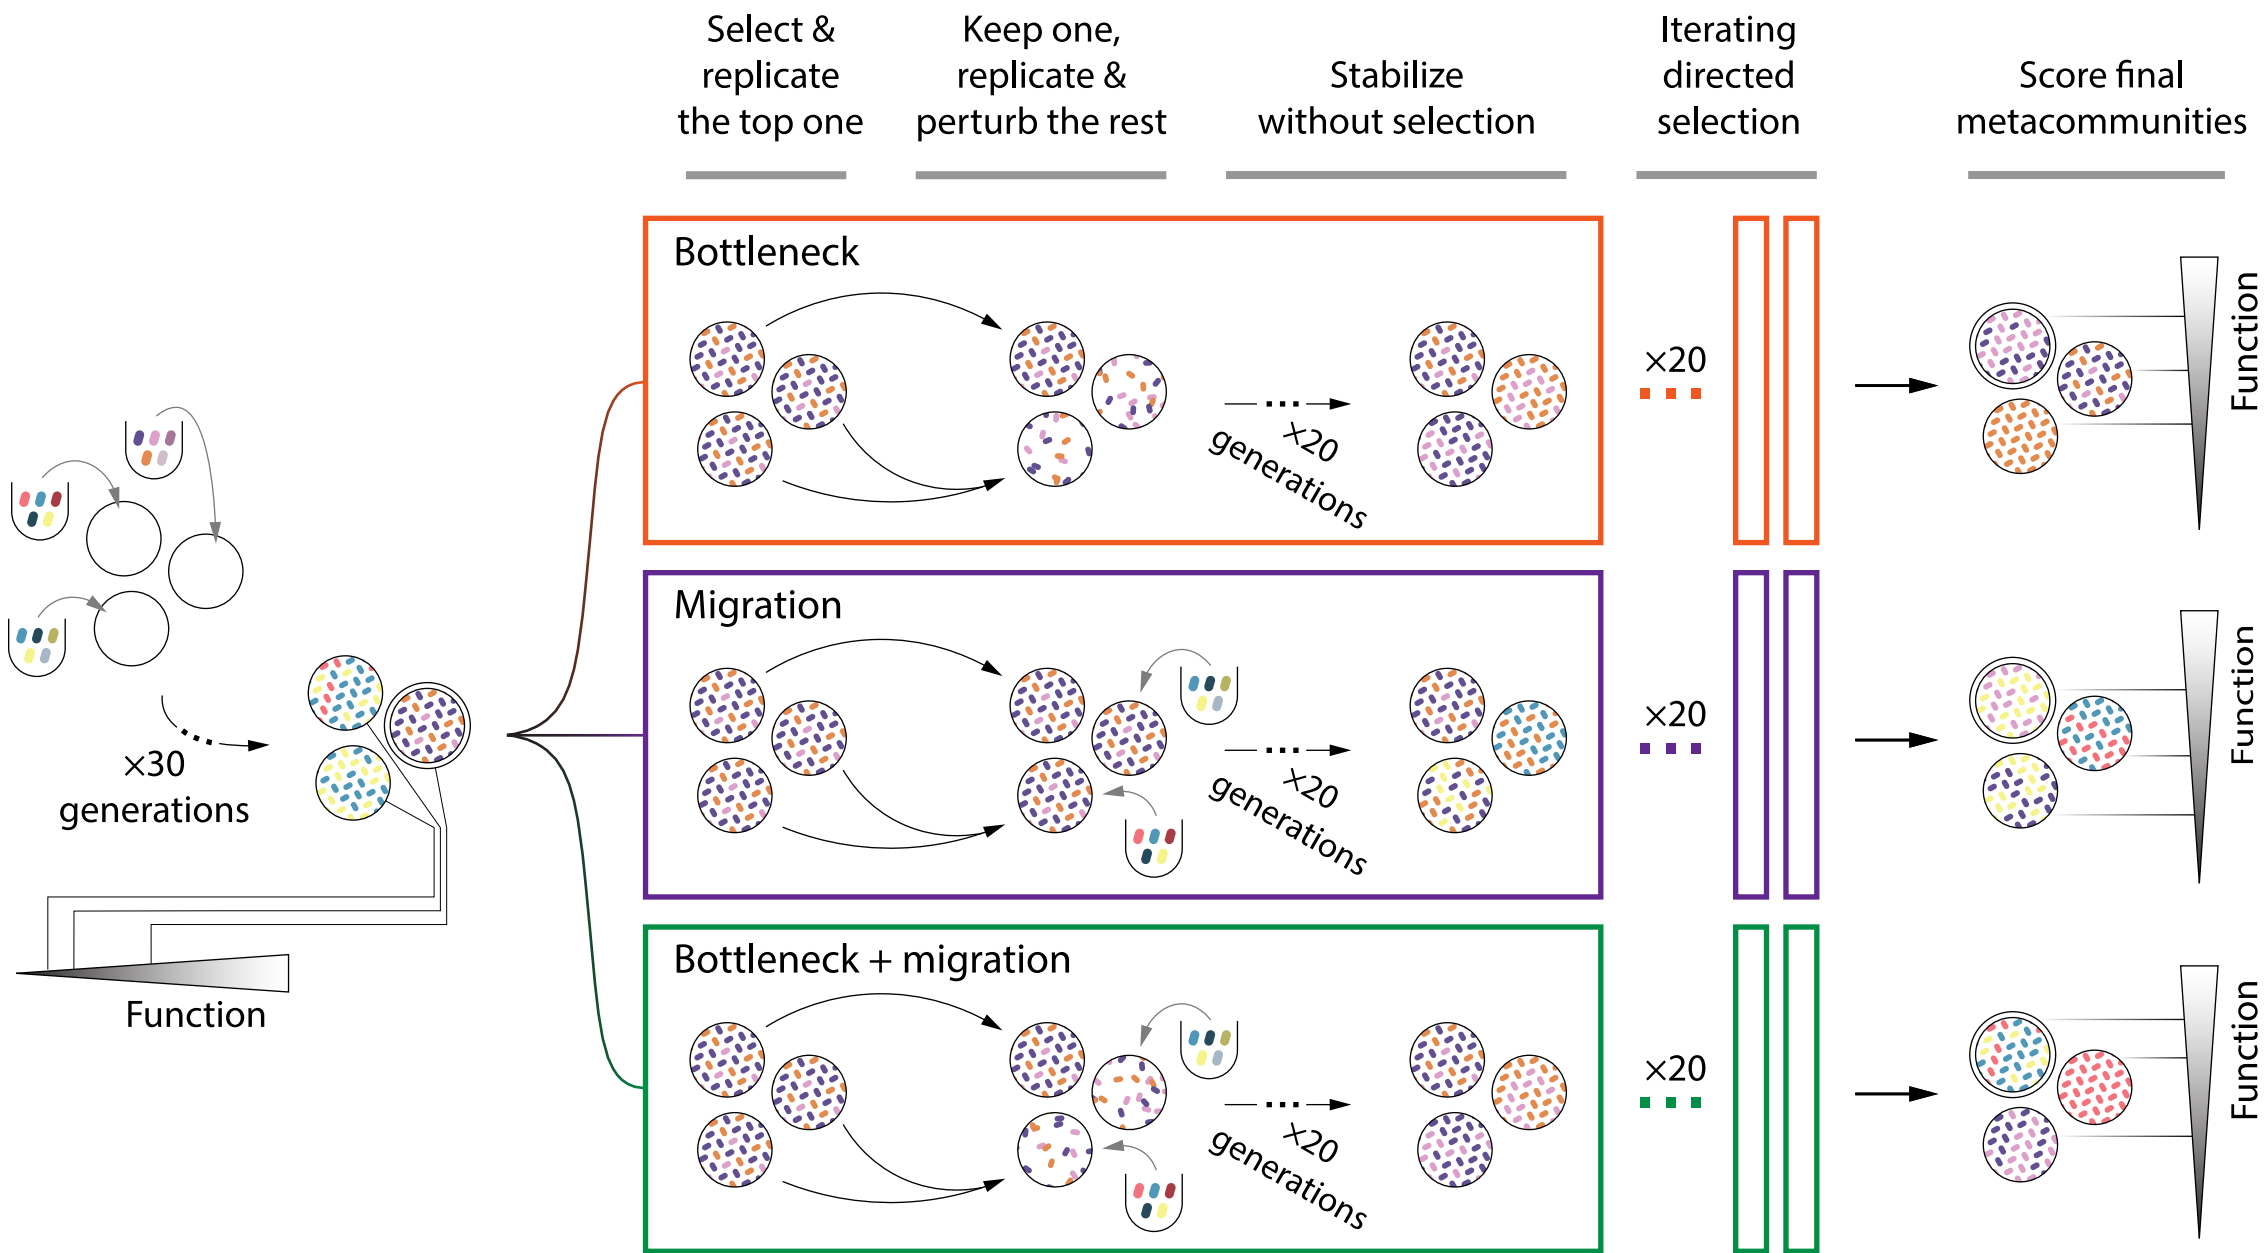 Select &
replicate
the top one
Keep one,
replicate &
perturb the rest
Stabilize
without selection
Iterating
directed
selection
Score final
metacommunities
×30
generations
Function
Bottleneck
×20
generations
×20
Function
Migration
×20
generations
×20
Function
Bottleneck + migration
×20
generations
×20
Function